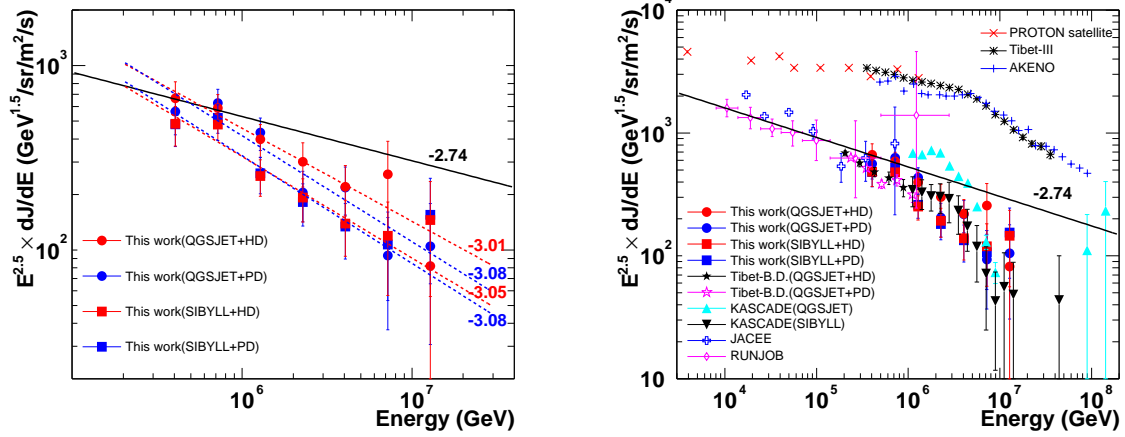 E^2.5 × dJ/dE (GeV^1.5/sr/m^2/s)
10^3
10^2
-2.74
This work(QGSJET+HD)
This work(QGSJET+PD)
This work(SIBYLL+HD)
This work(SIBYLL+PD)
-3.01
-3.08
-3.05
-3.08
10^6
10^7
Energy (GeV)
E^2.5 × dJ/dE (GeV^1.5/sr/m^2/s)
10^4
10^3
10^2
10
PROTON satellite
Tibet-III
AKENO
-2.74
This work(QGSJET+HD)
This work(QGSJET+PD)
This work(SIBYLL+HD)
This work(SIBYLL+PD)
Tibet-B.D.(QGSJET+HD)
Tibet-B.D.(QGSJET+PD)
KASCADE(QGSJET)
KASCADE(SIBYLL)
JACEE
RUNJOB
10^4
10^5
10^6
10^7
10^8
Energy (GeV)